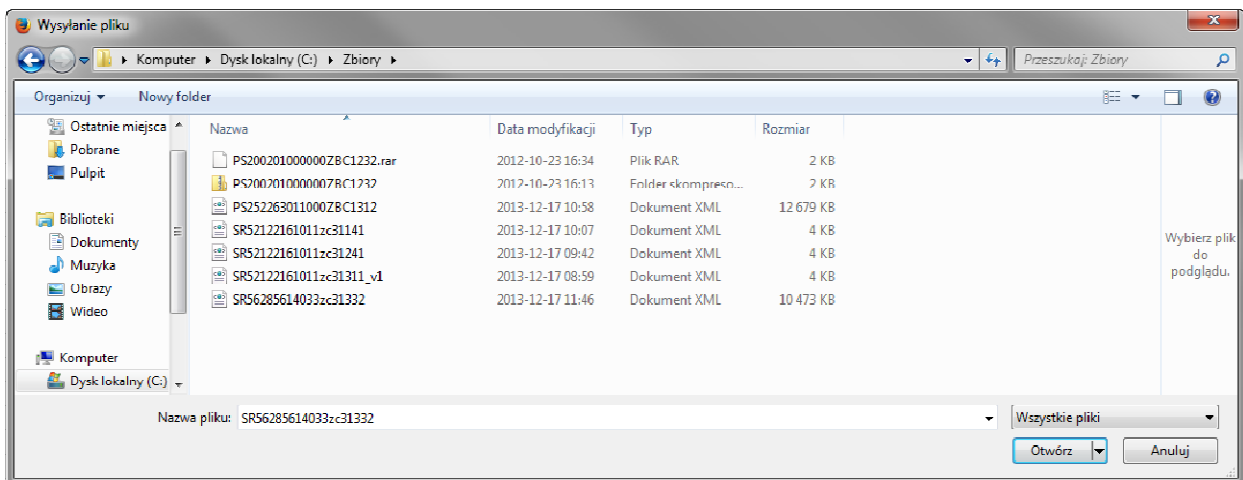 Wysyłanie pliku
Komputer Dysk lokalny (C:) Zbiory
Przeszukaj: Zbiory
Organizuj Nowy folder
Ostatnie miejsca
Pobrane
Pulpit
Biblioteki
Dokumenty
Muzyka
Obrazy
Wideo
Komputer
Dysk lokalny (C:)
Nazwa Data modyfikacji Typ Rozmiar
PS200201000000ZBC1232.rar 2012-10-23 16:34 Plik RAR 2 KB
PS200201000000ZBC1232 2012-10-23 16:13 Folder skompreso... 2 KB
PS252263011000ZBC1312 2013-12-17 10:58 Dokument XML 12 679 KB
SR52122161011zc31141 2013-12-17 10:07 Dokument XML 4 KB
SR52122161011zc31241 2013-12-17 09:42 Dokument XML 4 KB
SR52122161011zc31311_v1 2013-12-17 08:59 Dokument XML 4 KB
SR56285614033zc31332 2013-12-17 11:46 Dokument XML 10 473 KB
Wybierz plik
do
podglądu.
Nazwa pliku: SR56285614033zc31332
Wszystkie pliki
Otwórz Anuluj